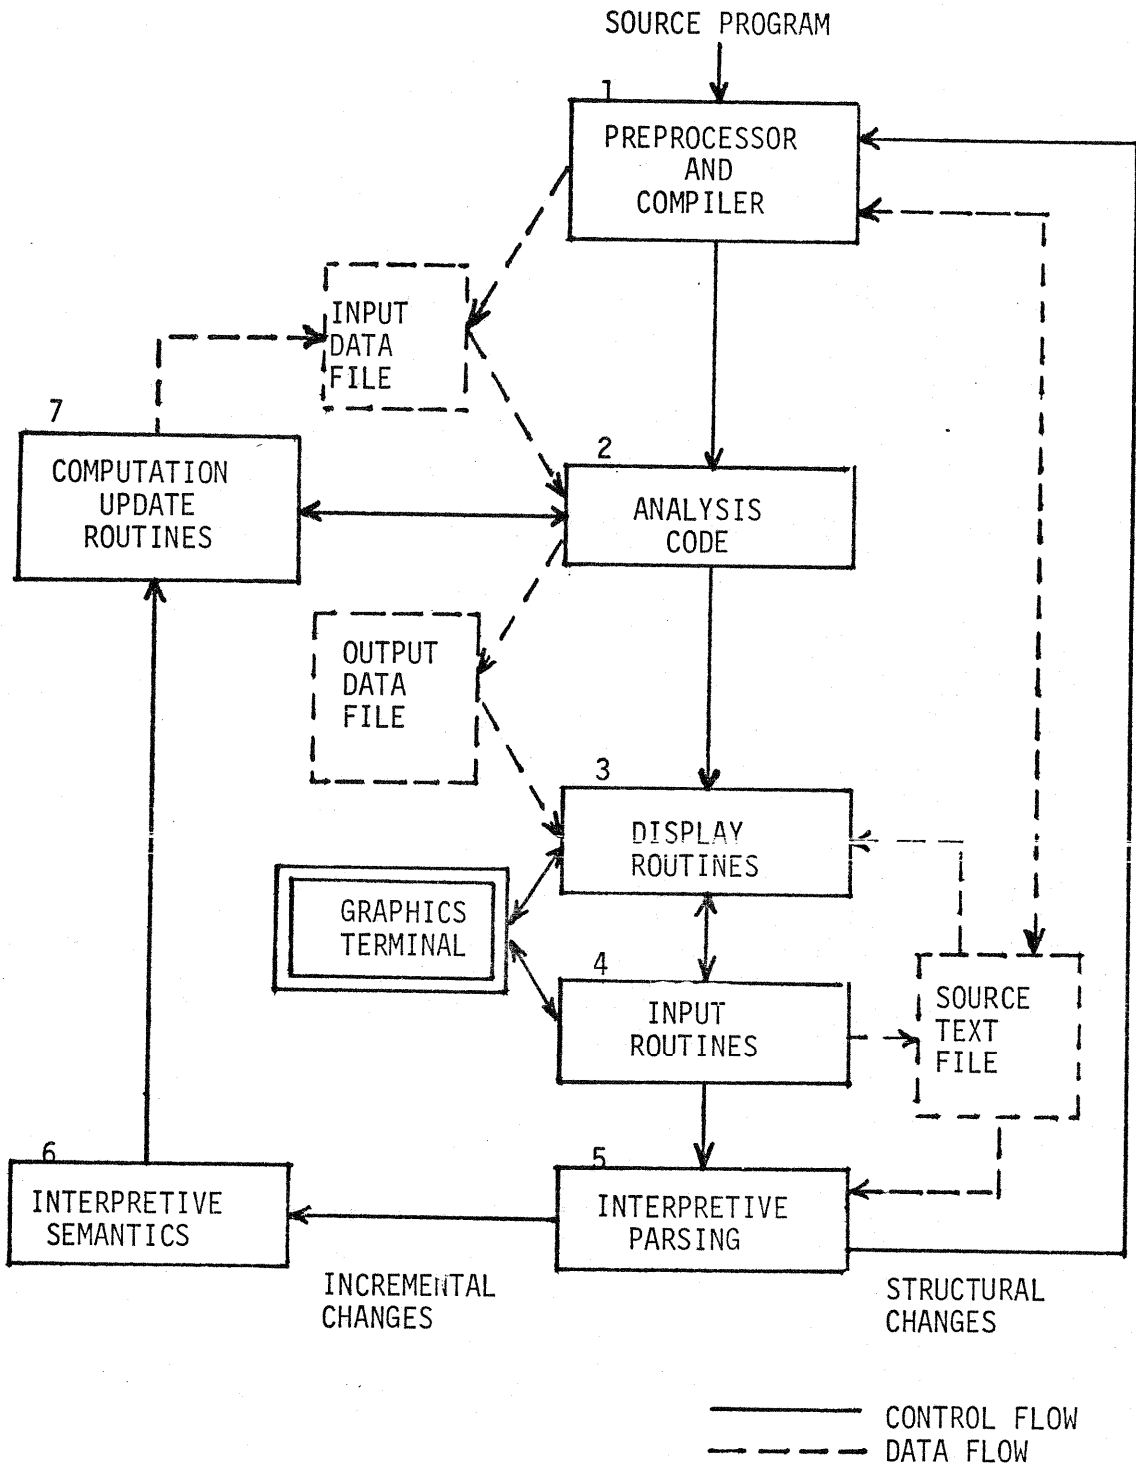 SOURCE PROGRAM
1
PREPROCESSOR
AND
COMPILER
INPUT
DATA
FILE
7
COMPUTATION
UPDATE
ROUTINES
2
ANALYSIS
CODE
OUTPUT
DATA
FILE
3
DISPLAY
ROUTINES
GRAPHICS
TERMINAL
4
INPUT
ROUTINES
SOURCE
TEXT
FILE
6
INTERPRETIVE
SEMANTICS
5
INTERPRETIVE
PARSING
INCREMENTAL
CHANGES
STRUCTURAL
CHANGES
CONTROL FLOW
DATA FLOW